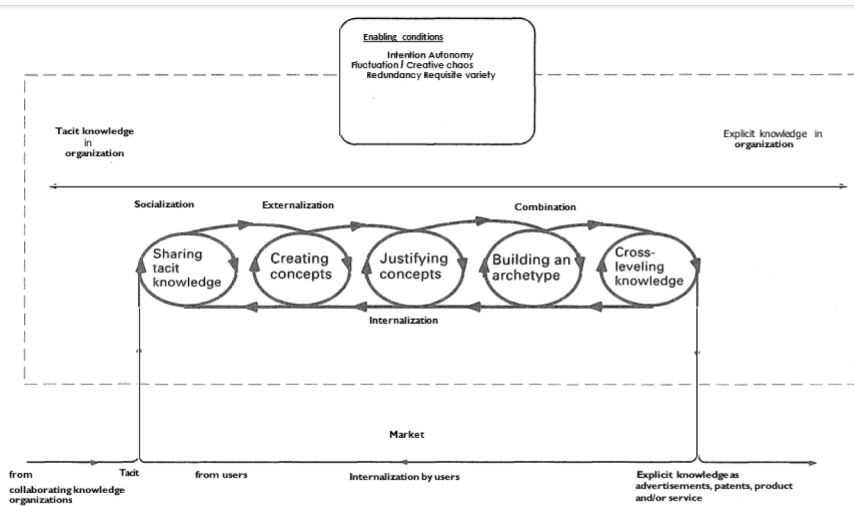 Enabling conditions
Intention Autonomy
Fluctuation / Creative chaos
Redundancy Requisite variety
Tacit knowledge
in
organization
Explicit knowledge in
organization
Socialization
Externalization
Combination
Sharing
tacit
knowledge
Creating
concepts
Justifying
concepts
Building an
archetype
Cross-
leveling
knowledge
Internalization
Market
from
collaborating knowledge
organizations
Tacit
from users
Internalization by users
Explicit knowledge as
advertisements, patents, product
and/or service